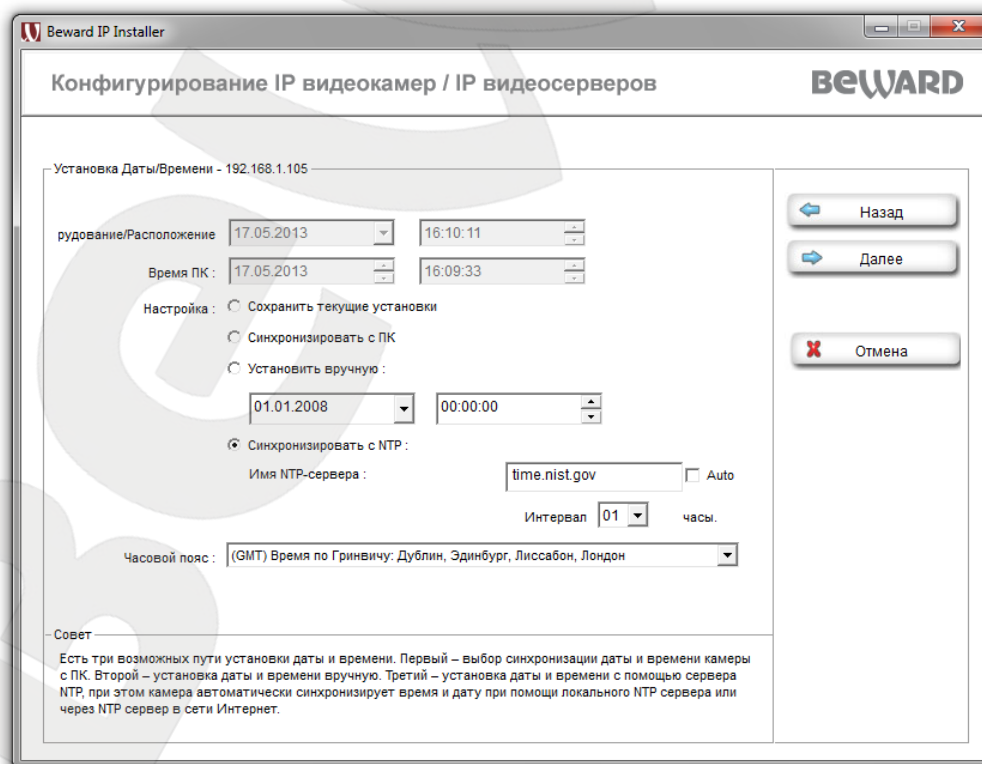 Beward IP Installer
Конфигурирование IP видеокамер / IP видеосерверов
BEWARD
Установка Даты/Времени - 192.168.1.105
рудование/Расположение 17.05.2013 16:10:11
Время ПК : 17.05.2013 16:09:33
Настройка : Сохранить текущие установки
Синхронизировать с ПК
Установить вручную :
01.01.2008 00:00:00
Синхронизировать с NTP :
Имя NTP-сервера : time.nist.gov Auto
Интервал 01 часы.
Часовой пояс : (GMT) Время по Гринвичу: Дублин, Эдинбург, Лиссабон, Лондон
Назад
Далее
Отмена
Совет
Есть три возможных пути установки даты и времени. Первый – выбор синхронизации даты и времени камеры
с ПК. Второй – установка даты и времени вручную. Третий – установка даты и времени с помощью сервера
NTP, при этом камера автоматически синхронизирует время и дату при помощи локального NTP сервера или
через NTP сервер в сети Интернет.